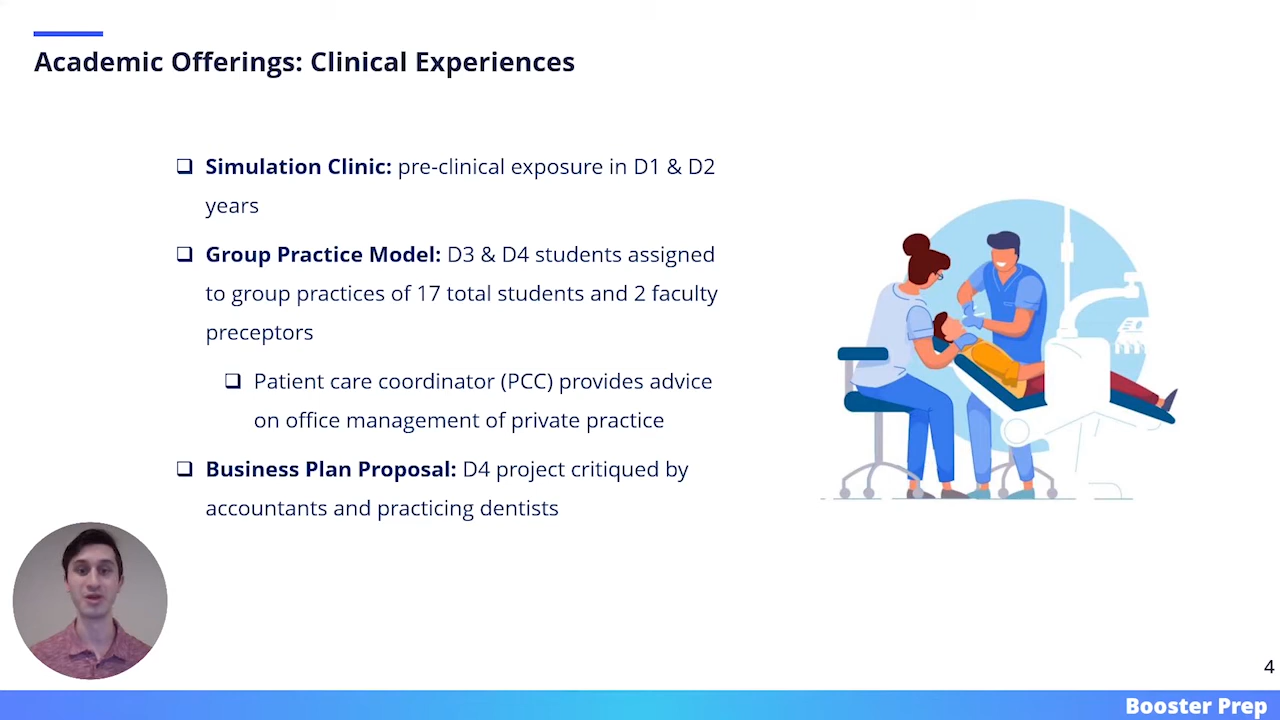 Academic Offerings: Clinical Experiences
Simulation Clinic: pre-clinical exposure in D1 & D2
years
Group Practice Model: D3 & D4 students assigned
to group practices of 17 total students and 2 faculty
preceptors
Patient care coordinator (PCC) provides advice
on office management of private practice
Business Plan Proposal: D4 project critiqued by
accountants and practicing dentists
4
Booster Prep